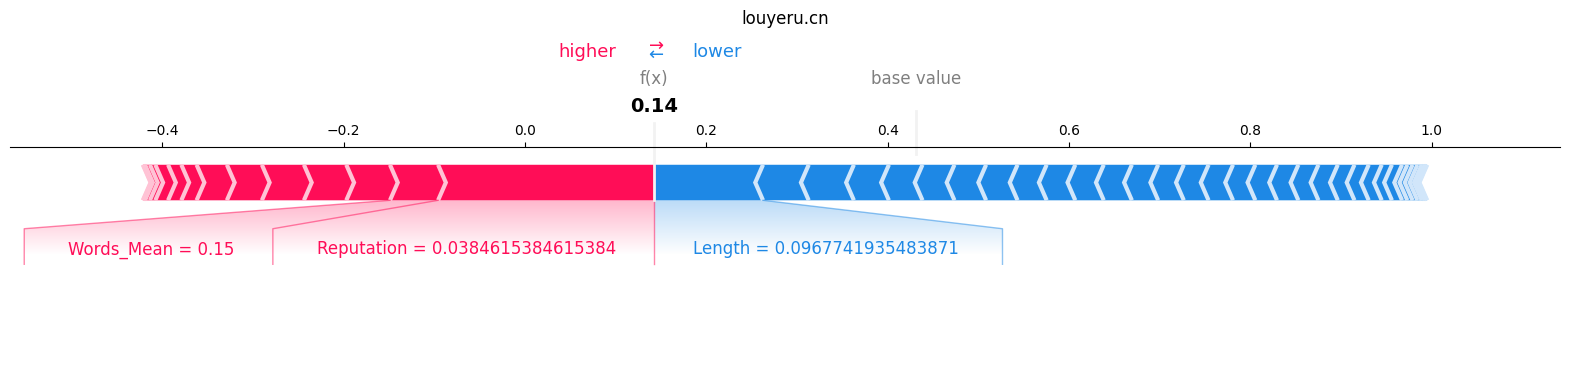 louyeru.cn
higher ⇄ lower
f(x) base value
0.14
−0.4 −0.2 0.0 0.2 0.4 0.6 0.8 1.0
Words_Mean = 0.15 Reputation = 0.0384615384615384 Length = 0.0967741935483871